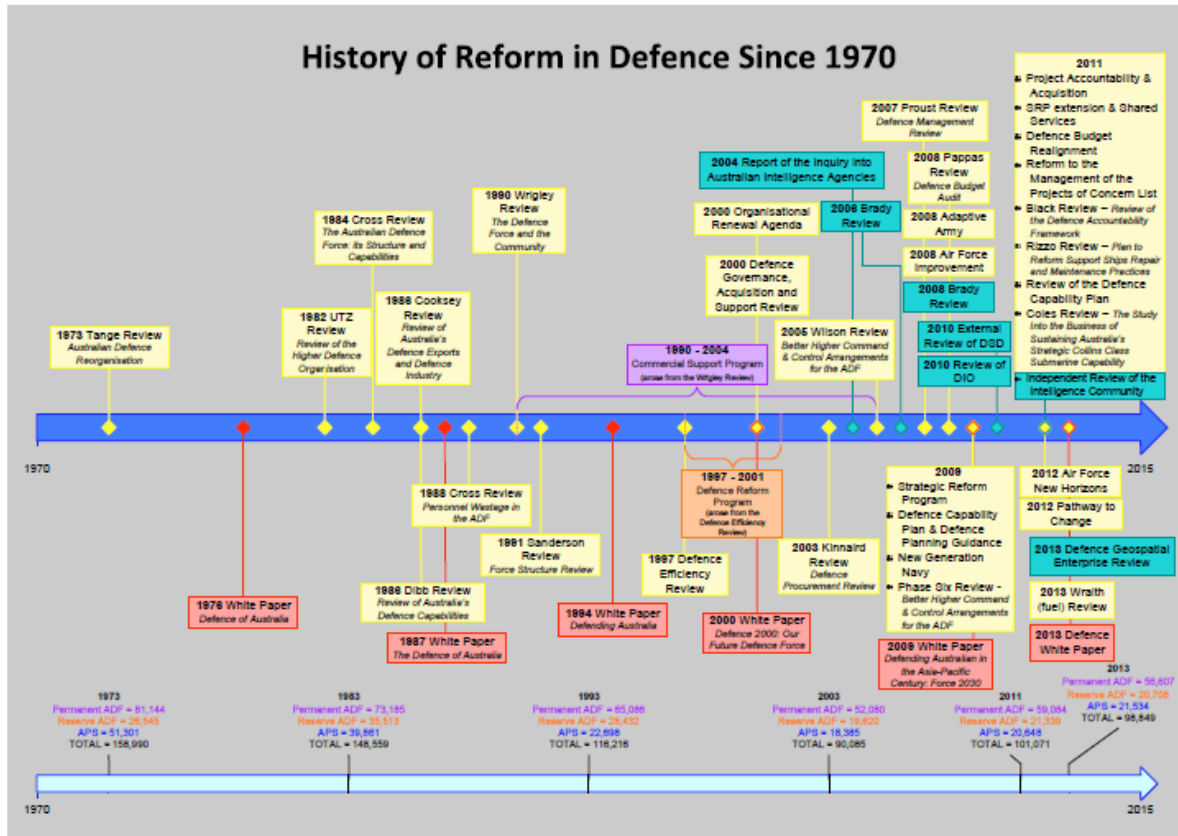 History of Reform in Defence Since 1970
2011
Project Accountability &
Acquisition
SRP extension & Shared
Services
Defence Budget
Realignment
Reform to the
Management of the
Projects of Concern List
Black Review – Review of
the Defence Accountability
Framework
Rizzo Review – Plan to
Reform Support Ships Repair
and Maintenance Practices
Review of the Defence
Capability Plan
Coles Review – The Study
Into the Business of
Sustaining Australia's
Strategic Collins Class
Submarine Capability
Independent Review of the
Intelligence Community
2007 Proust Review
Defence Management
Review
2004 Report of the Inquiry into
Australian Intelligence Agencies
2008 Pappas
Review
Defence Budget
Audit
1990 Wrigley
Review
The Defence
Force and the
Community
2006 Brady
Review
2000 Organisational
Renewal Agenda
2008 Adaptive
Army
1984 Cross Review
The Australian Defence
Force: Its Structure and
Capabilities
2008 Air Force
Improvement
2000 Defence
Governance,
Acquisition and
Support Review
2008 Brady
Review
1986 Cooksey
Review
Review of
Australia's
Defence Exports
and Defence
Industry
1982 UTZ
Review
Review of the
Higher Defence
Orgarisation
1973 Tange Review
Australian Defence
Reorganisation
2005 Wilson Review
Better Higher Command
& Control Arrangements
for the ADF
2010 External
Review of DSD
2010 Review of
DIO
1990 - 2004
Commercial Support Program
(arose from the Wrigley Review)
1970
2015
1988 Cross Review
Personnel Wastage in
the ADF
1991 Sanderson
Review
Force Structure Review
1986 Dibb Review
Review of Australia's
Defence Capabilities
1976 White Paper
Defence of Australia
1987 White Paper
The Defence of Australia
1994 White Paper
Defending Australia
1997 - 2001
Defence Reform
Program
(arose from the
Defence Efficiency
Review)
1997 Defence
Efficiency
Review
2000 White Paper
Defence 2000: Our
Future Defence Force
2003 Kinnaird
Review
Defence
Procurement Review
2009
Strategic Reform
Program
Defence Capability
Plan & Defence
Planning Guidance
New Generation
Navy
Phase Six Review -
Better Higher Command
& Control Arrangements
for the ADF
2009 White Paper
Defending Australian in
the Asia-Pacific
Century: Force 2030
2012 Air Force
New Horizons
2012 Pathway to
Change
2013 Defence Geospatial
Enterprise Review
2013 Wraith
(fuel) Review
2013 Defence
White Paper
1973
Permanent ADF = 81,144
Reserve ADF = 26,545
APS = 51,301
TOTAL = 158,990
1983
Permanent ADF = 73,185
Reserve ADF = 35,513
APS = 39,861
TOTAL = 148,559
1993
Permanent ADF = 65,086
Reserve ADF = 28,432
APS = 22,698
TOTAL = 116,216
2003
Permanent ADF = 52,080
Reserve ADF = 19,620
APS = 18,385
TOTAL = 90,085
2011
Permanent ADF = 59,084
Reserve ADF = 21,339
APS = 20,648
TOTAL = 101,071
2013
Permanent ADF = 56,607
Reserve ADF = 20,708
APS = 21,534
TOTAL = 98,849
1970
2015